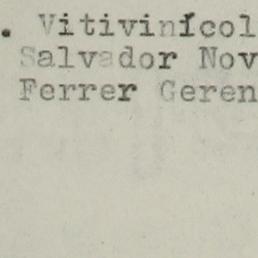 . Vitivinícol
Salvador Nov
Ferrer Geren